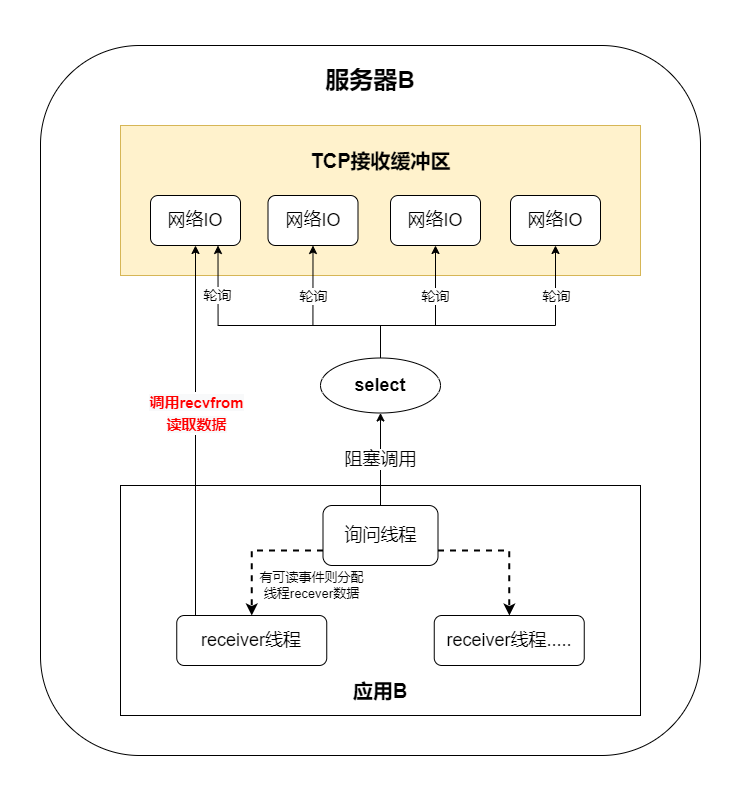 服务器B
TCP接收缓冲区
网络IO
网络IO
网络IO
网络IO
轮询
轮询
轮询
轮询
select
调用recvfrom
读取数据
阻塞调用
询问线程
有可读事件则分配
线程recever数据
receiver线程
receiver线程.....
应用B